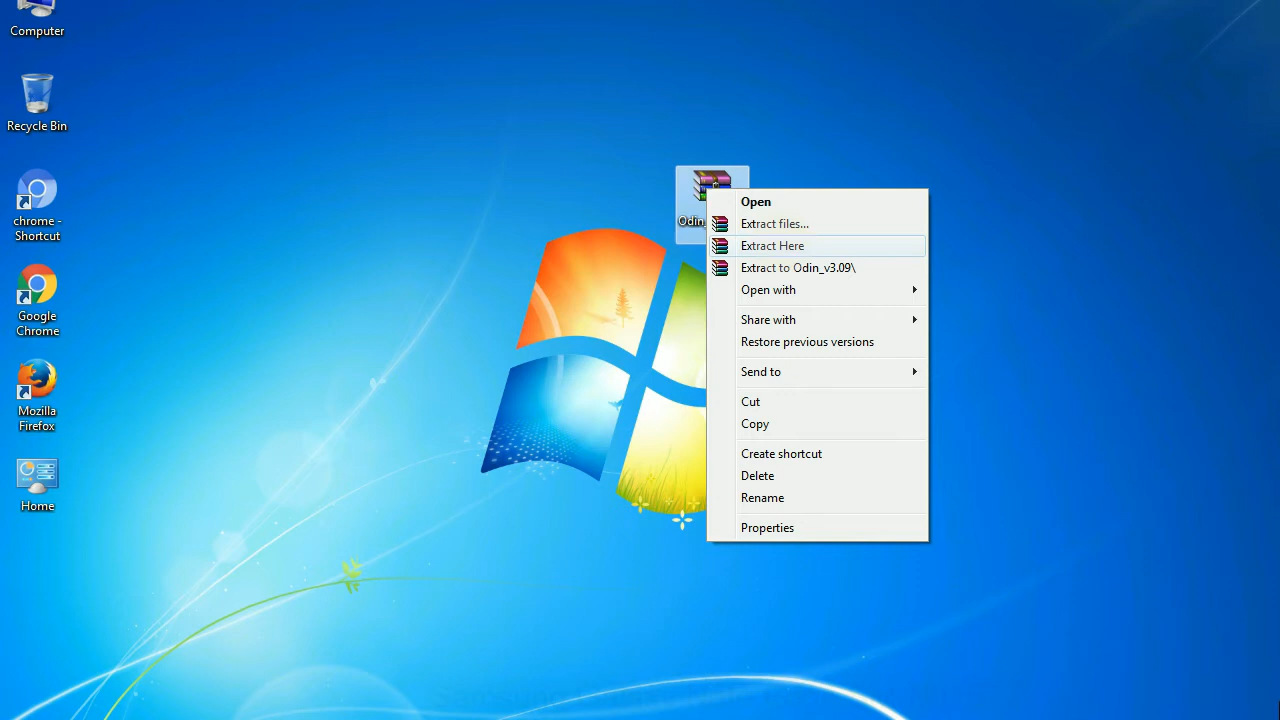 Computer
Recycle Bin
chrome -
Shortcut
Google
Chrome
Mozilla
Firefox
Home
Odin_
Open
Extract files...
Extract Here
Extract to Odin_v3.09\
Open with
Share with
Restore previous versions
Send to
Cut
Copy
Create shortcut
Delete
Rename
Properties